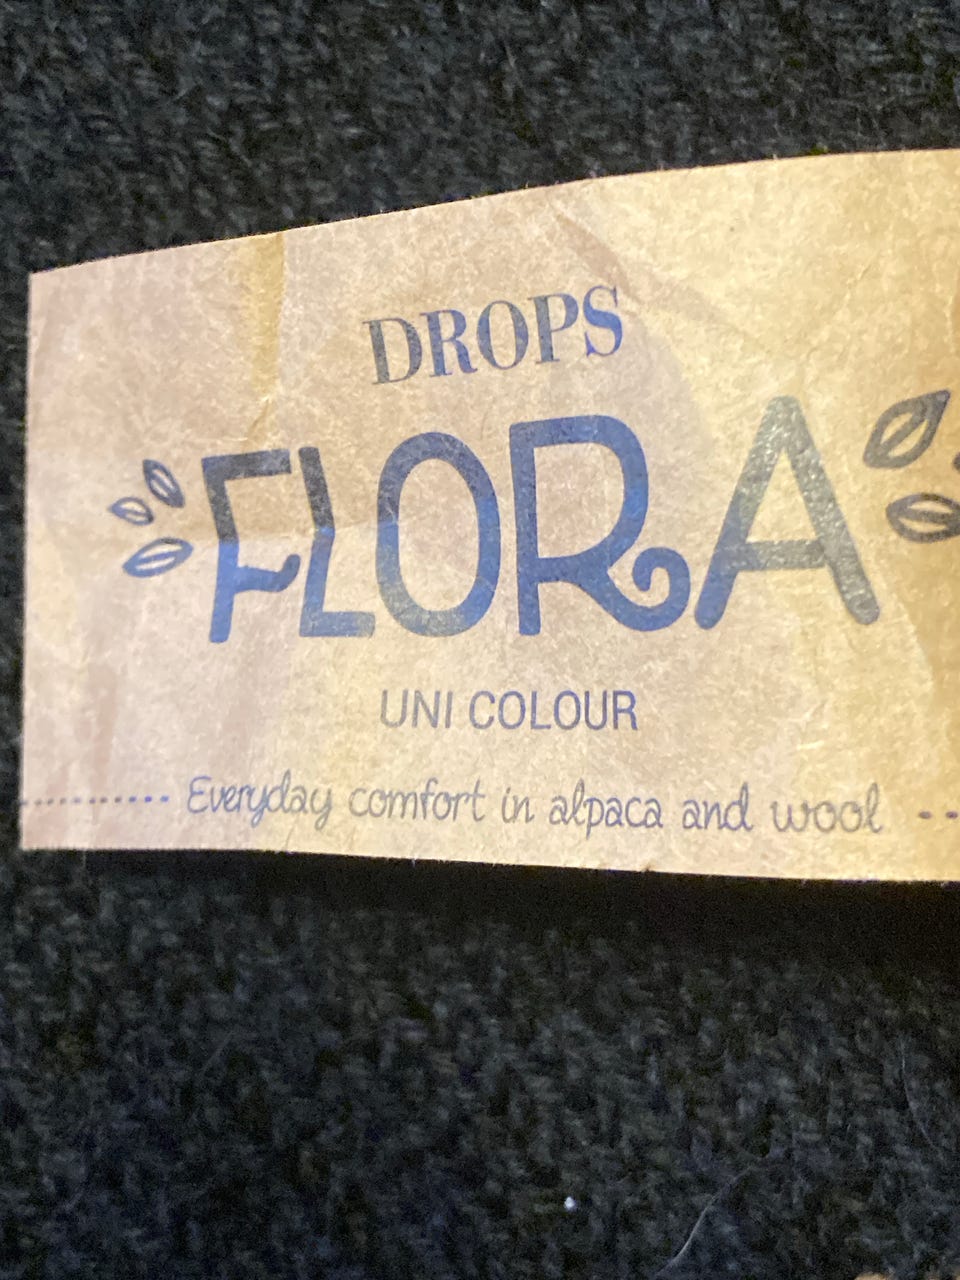 DROPS
FLORA
UNI COLOUR
Everyday comfort in alpaca and wool